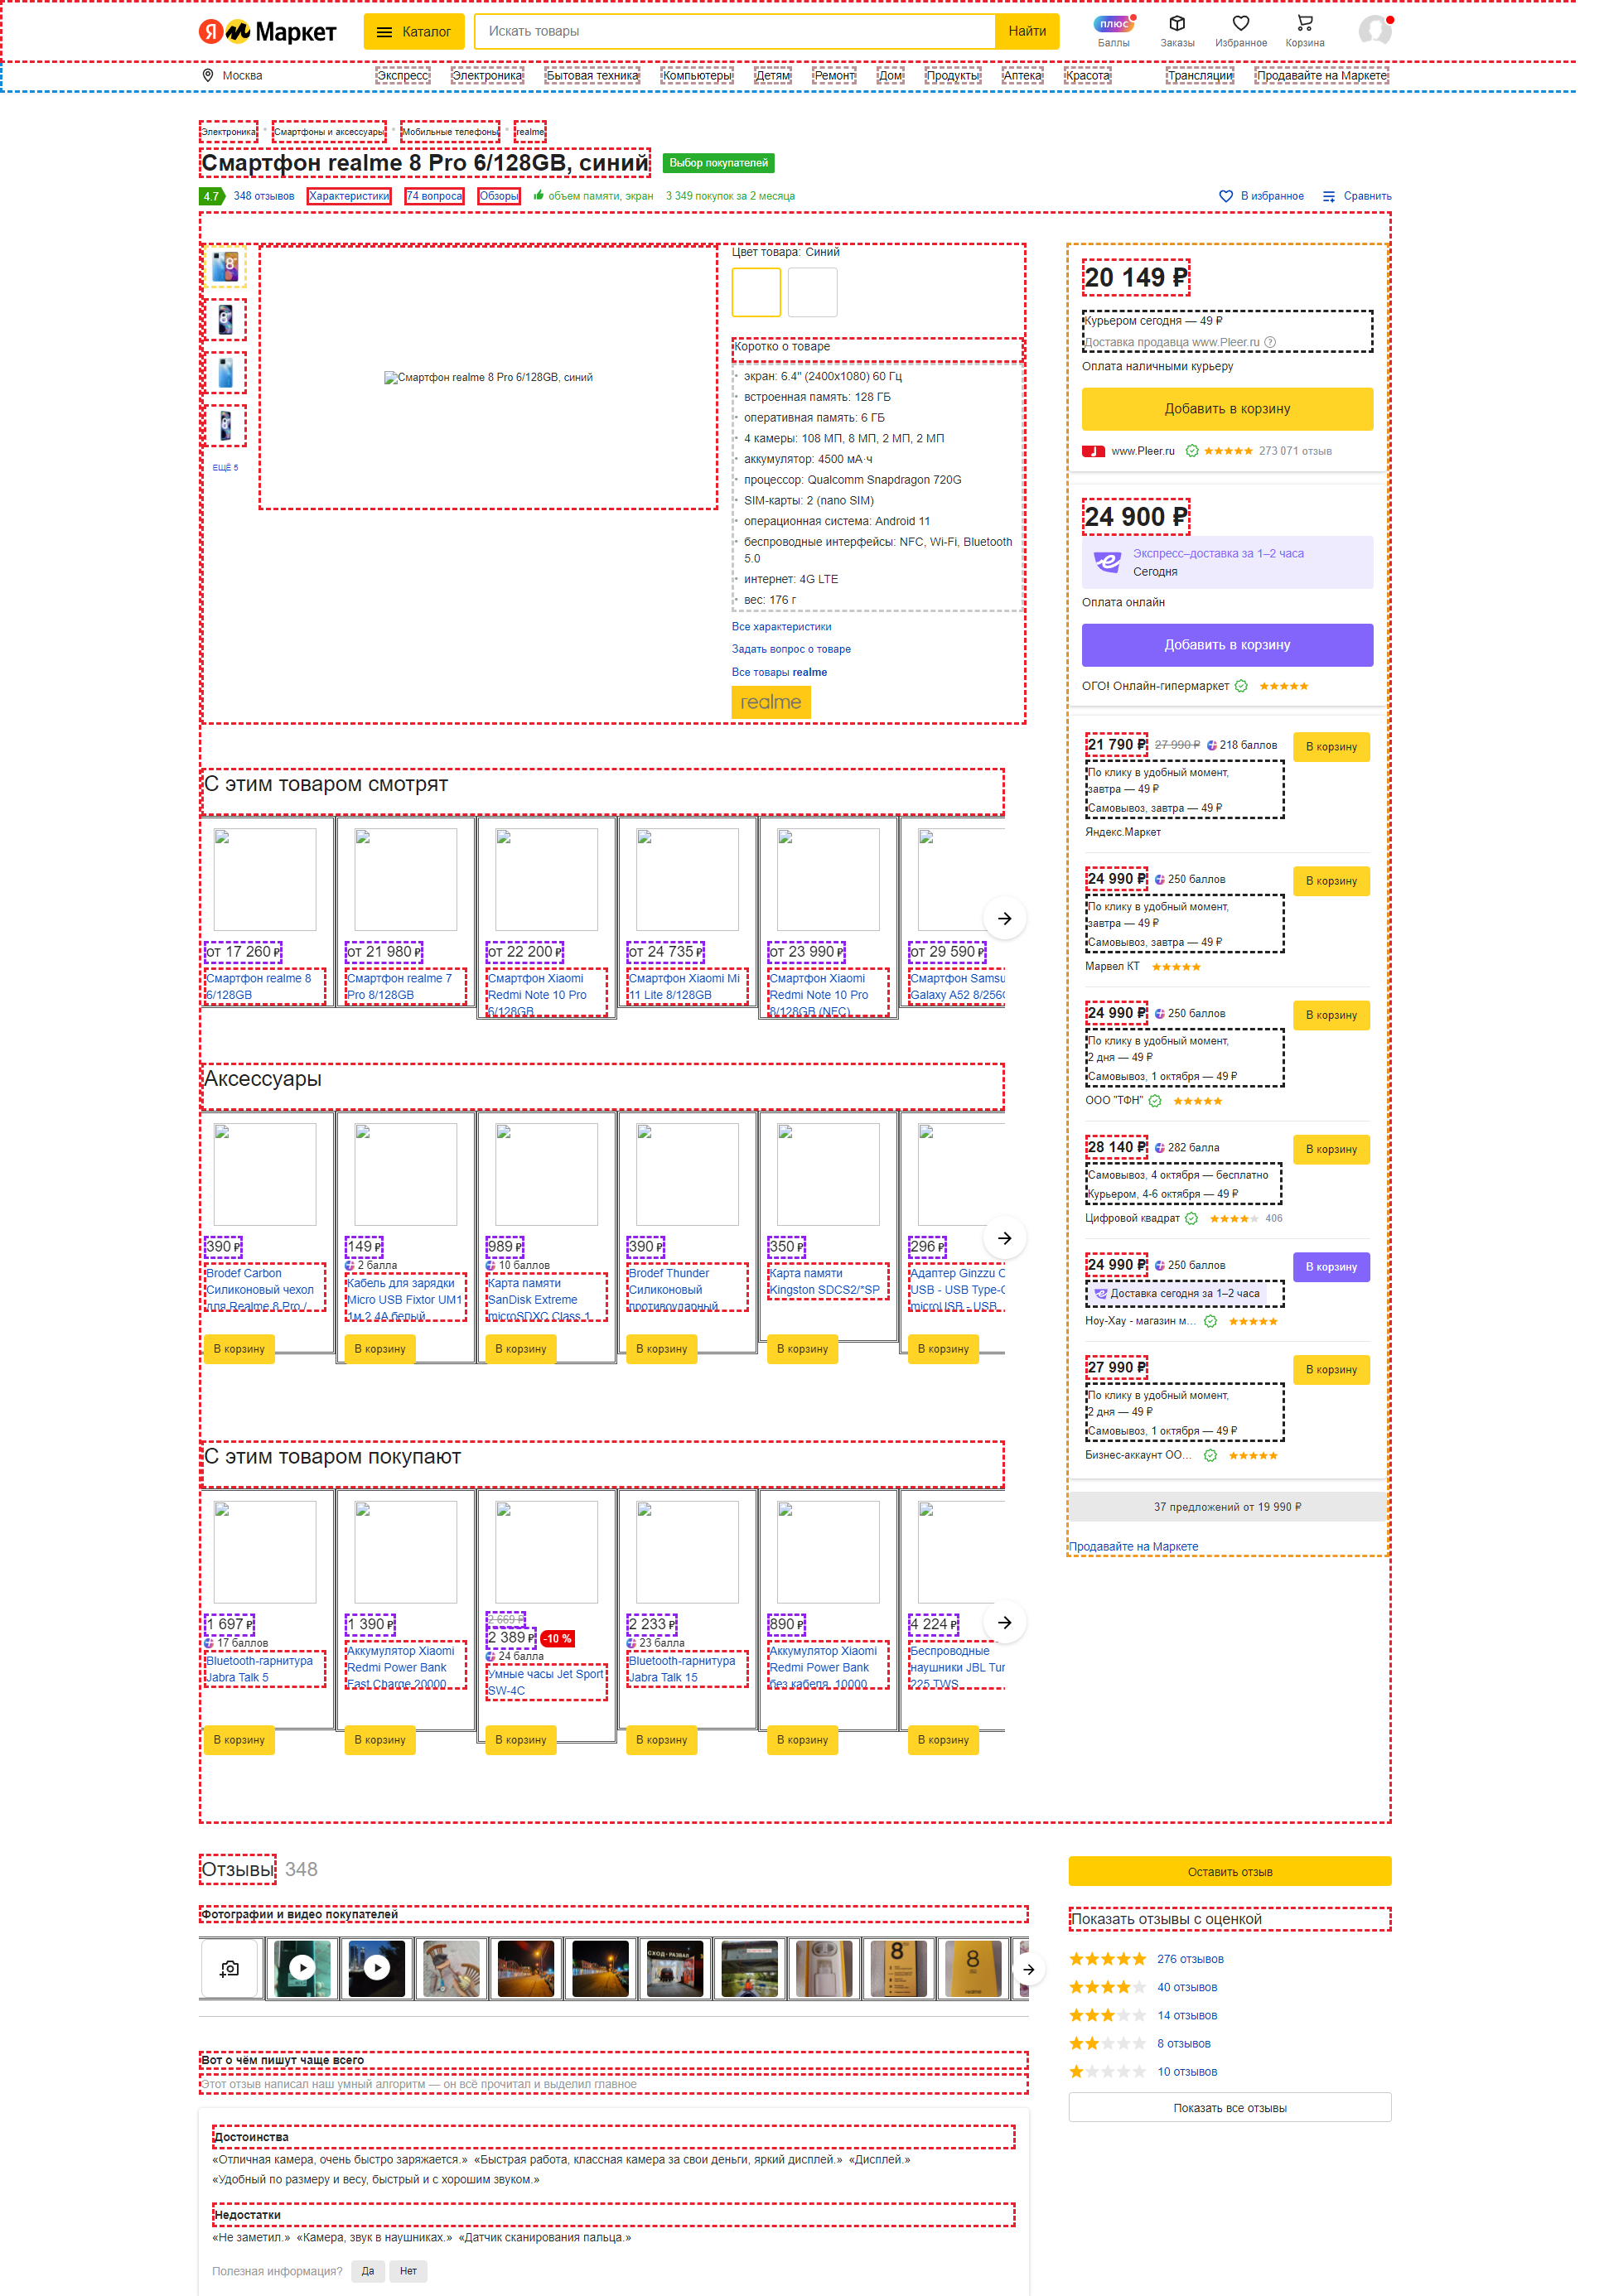 Я Маркет
Каталог
Искать товары
Найти
плюс
Баллы
Заказы
Избранное
Корзина
Москва
Экспресс
Электроника
Бытовая техника
Компьютеры
Детям
Ремонт
Дом
Продукты
Аптека
Красота
Трансляции
Продавайте на Маркете
Электроника
Смартфоны и аксессуары
Мобильные телефоны
realme
Смартфон realme 8 Pro 6/128GB, синий
Выбор покупателей
4.7
348 отзывов
Характеристики
74 вопроса
Обзоры
объем памяти, экран
3 349 покупок за 2 месяца
В избранное
Сравнить
ЕЩЁ 5
Смартфон realme 8 Pro 6/128GB, синий
Цвет товара: Синий
Коротко о товаре
экран: 6.4" (2400x1080) 60 Гц
встроенная память: 128 ГБ
оперативная память: 6 ГБ
4 камеры: 108 МП, 8 МП, 2 МП, 2 МП
аккумулятор: 4500 мА·ч
процессор: Qualcomm Snapdragon 720G
SIM-карты: 2 (nano SIM)
операционная система: Android 11
беспроводные интерфейсы: NFC, Wi-Fi, Bluetooth
5.0
интернет: 4G LTE
вес: 176 г
Все характеристики
Задать вопрос о товаре
Все товары realme
realme
20 149 ₽
Курьером сегодня — 49 ₽
Доставка продавца www.Pleer.ru ?
Оплата наличными курьеру
Добавить в корзину
www.Pleer.ru
273 071 отзыв
24 900 ₽
Экспресс–доставка за 1–2 часа
Сегодня
Оплата онлайн
Добавить в корзину
ОГО! Онлайн-гипермаркет
21 790 ₽ 27 990 ₽ 218 баллов
В корзину
По клику в удобный момент,
завтра — 49 ₽
Самовывоз, завтра — 49 ₽
Яндекс.Маркет
24 990 ₽ 250 баллов
В корзину
По клику в удобный момент,
завтра — 49 ₽
Самовывоз, завтра — 49 ₽
Марвел КТ
24 990 ₽ 250 баллов
В корзину
По клику в удобный момент,
2 дня — 49 ₽
Самовывоз, 1 октября — 49 ₽
ООО "ТФН"
28 140 ₽ 282 балла
В корзину
Самовывоз, 4 октября — бесплатно
Курьером, 4-6 октября — 49 ₽
Цифровой квадрат
406
24 990 ₽ 250 баллов
В корзину
Доставка сегодня за 1–2 часа
Ноу-Хау - магазин м...
27 990 ₽
В корзину
По клику в удобный момент,
2 дня — 49 ₽
Самовывоз, 1 октября — 49 ₽
Бизнес-аккаунт ОО...
37 предложений от 19 990 ₽
Продавайте на Маркете
С этим товаром смотрят
от 17 260 ₽
Смартфон realme 8
6/128GB
от 21 980 ₽
Смартфон realme 7
Pro 8/128GB
от 22 200 ₽
Смартфон Xiaomi
Redmi Note 10 Pro
6/128GB
от 24 735 ₽
Смартфон Xiaomi Mi
11 Lite 8/128GB
от 23 990 ₽
Смартфон Xiaomi
Redmi Note 10 Pro
8/128GB (NFC)
от 29 590 ₽
Смартфон Samsu
Galaxy A52 8/256
Аксессуары
390 ₽
Brodef Carbon
Силиконовый чехол
для Realme 8 Pro /
В корзину
149 ₽
2 балла
Кабель для зарядки
Micro USB Fixtor UM1
1м 2.4А белый
989 ₽
10 баллов
Карта памяти
SanDisk Extreme
microSDXC Class 1
В корзину
В корзину
390 ₽
Brodef Thunder
Силиконовый
противоударный
В корзину
350 ₽
Карта памяти
Kingston SDCS2/*SP
В корзину
296 ₽
Адаптер Ginzzu
USB - USB Type-C
microUSB - USB
В корзину
С этим товаром покупают
1 697 ₽
17 баллов
Bluetooth-гарнитура
Jabra Talk 5
В корзину
1 390 ₽
Аккумулятор Xiaomi
Redmi Power Bank
Fast Charge 20000
В корзину
2 669 ₽
2 389 ₽ -10 %
24 балла
Умные часы Jet Sport
SW-4C
В корзину
2 233 ₽
23 балла
Bluetooth-гарнитура
Jabra Talk 15
В корзину
890 ₽
Аккумулятор Xiaomi
Redmi Power Bank
без кабеля, 10000
В корзину
4 224 ₽
Беспроводные
наушники JBL Tu
225 TWS
В корзину
Отзывы 348
Фотографии и видео покупателей
Вот о чём пишут чаще всего
Этот отзыв написал наш умный алгоритм — он всё прочитал и выделил главное
Достоинства
«Отличная камера, очень быстро заряжается.» «Быстрая работа, классная камера за свои деньги, яркий дисплей.» «Дисплей.»
«Удобный по размеру и весу, быстрый и с хорошим звуком.»
Недостатки
«Не заметил.» «Камера, звук в наушниках.» «Датчик сканирования пальца.»
Полезная информация?
Да
Нет
Оставить отзыв
Показать отзывы с оценкой
276 отзывов
40 отзывов
14 отзывов
8 отзывов
10 отзывов
Показать все отзывы